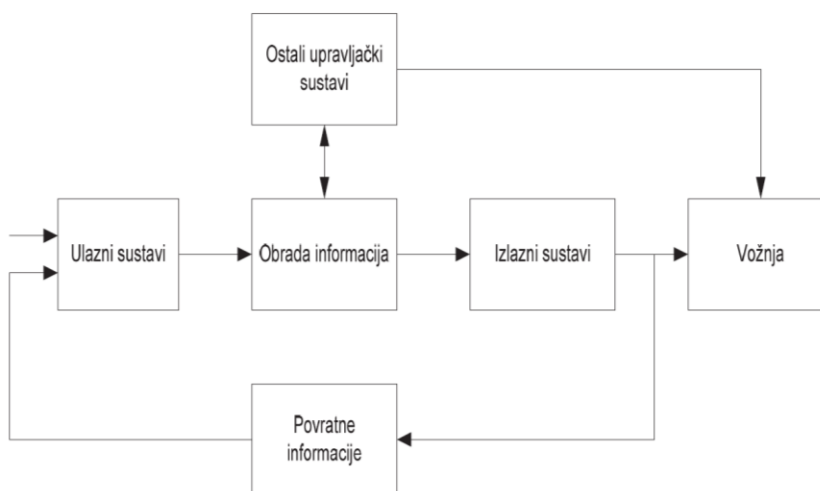 Ostali upravljački
sustavi
Ulazni sustavi
Obrada informacija
Izlazni sustavi
Vožnja
Povratne
informacije